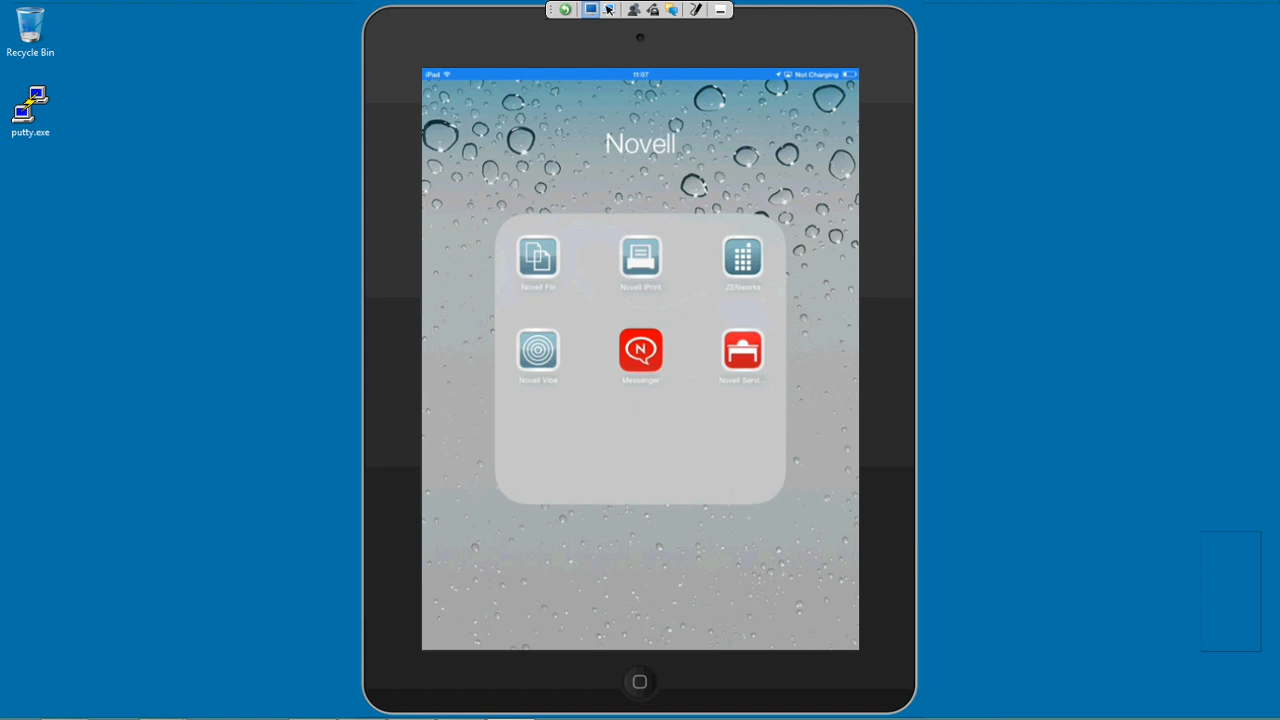 Recycle Bin
putty.exe
iPad
11:07
Not Charging
Novell
Novell Filr
Novell iPrint
ZENworks
Novell Vibe
N
Messenger
Novell Servi...